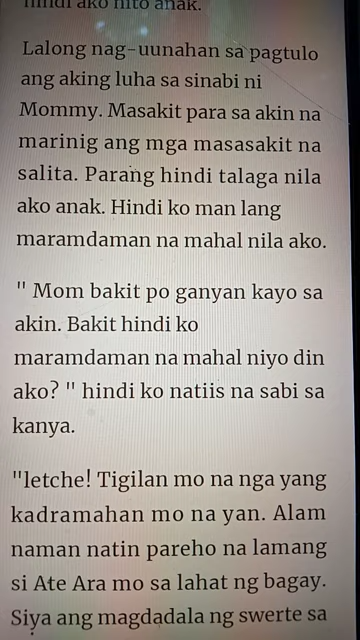 hindi ako nito anak.
Lalong nag-uunahan sa pagtulo
ang aking luha sa sinabi ni
Mommy. Masakit para sa akin na
marinig ang mga masasakit na
salita. Parang hindi talaga nila
ako anak. Hindi ko man lang
maramdaman na mahal nila ako.
" Mom bakit po ganyan kayo sa
akin. Bakit hindi ko
maramdaman na mahal niyo din
ako? " hindi ko natiis na sabi sa
kanya.
"letche! Tigilan mo na nga yang
kadramahan mo na yan. Alam
naman natin pareho na lamang
si Ate Ara mo sa lahat ng bagay.
Siya ang magdadala ng swerte sa